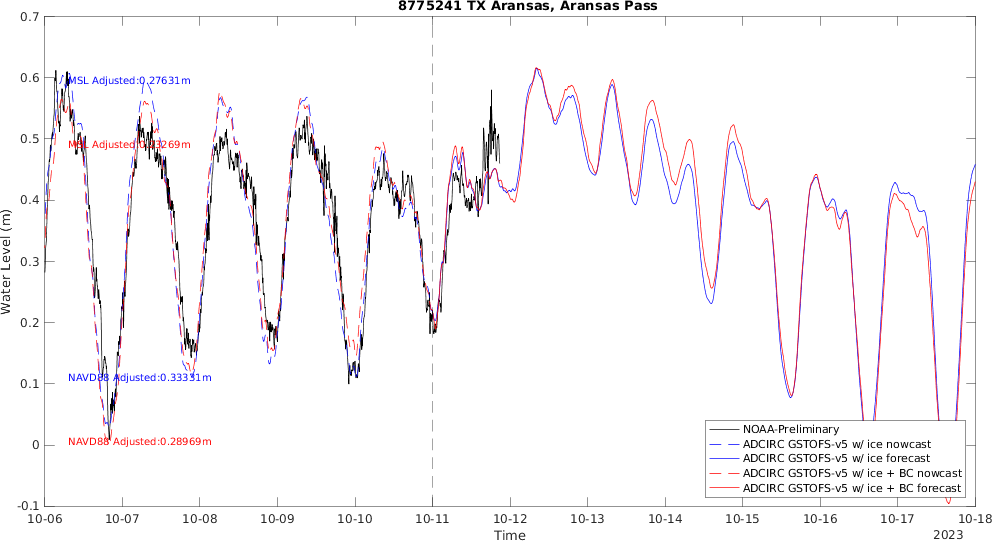 8775241 TX Aransas, Aransas Pass
0.7
0.6
0.5
0.4
0.3
0.2
0.1
0
-0.1
Water Level (m)
MSL Adjusted:0.27631m
MSL Adjusted:0.23269m
NAVD88 Adjusted:0.33331m
NAVD88 Adjusted:0.28969m
NOAA-Preliminary
ADCIRC GSTOFS-v5 w/ ice nowcast
ADCIRC GSTOFS-v5 w/ ice forecast
ADCIRC GSTOFS-v5 w/ ice + BC nowcast
ADCIRC GSTOFS-v5 w/ ice + BC forecast
10-06 10-07 10-08 10-09 10-10 10-11 10-12 10-13 10-14 10-15 10-16 10-17 10-18
Time
2023